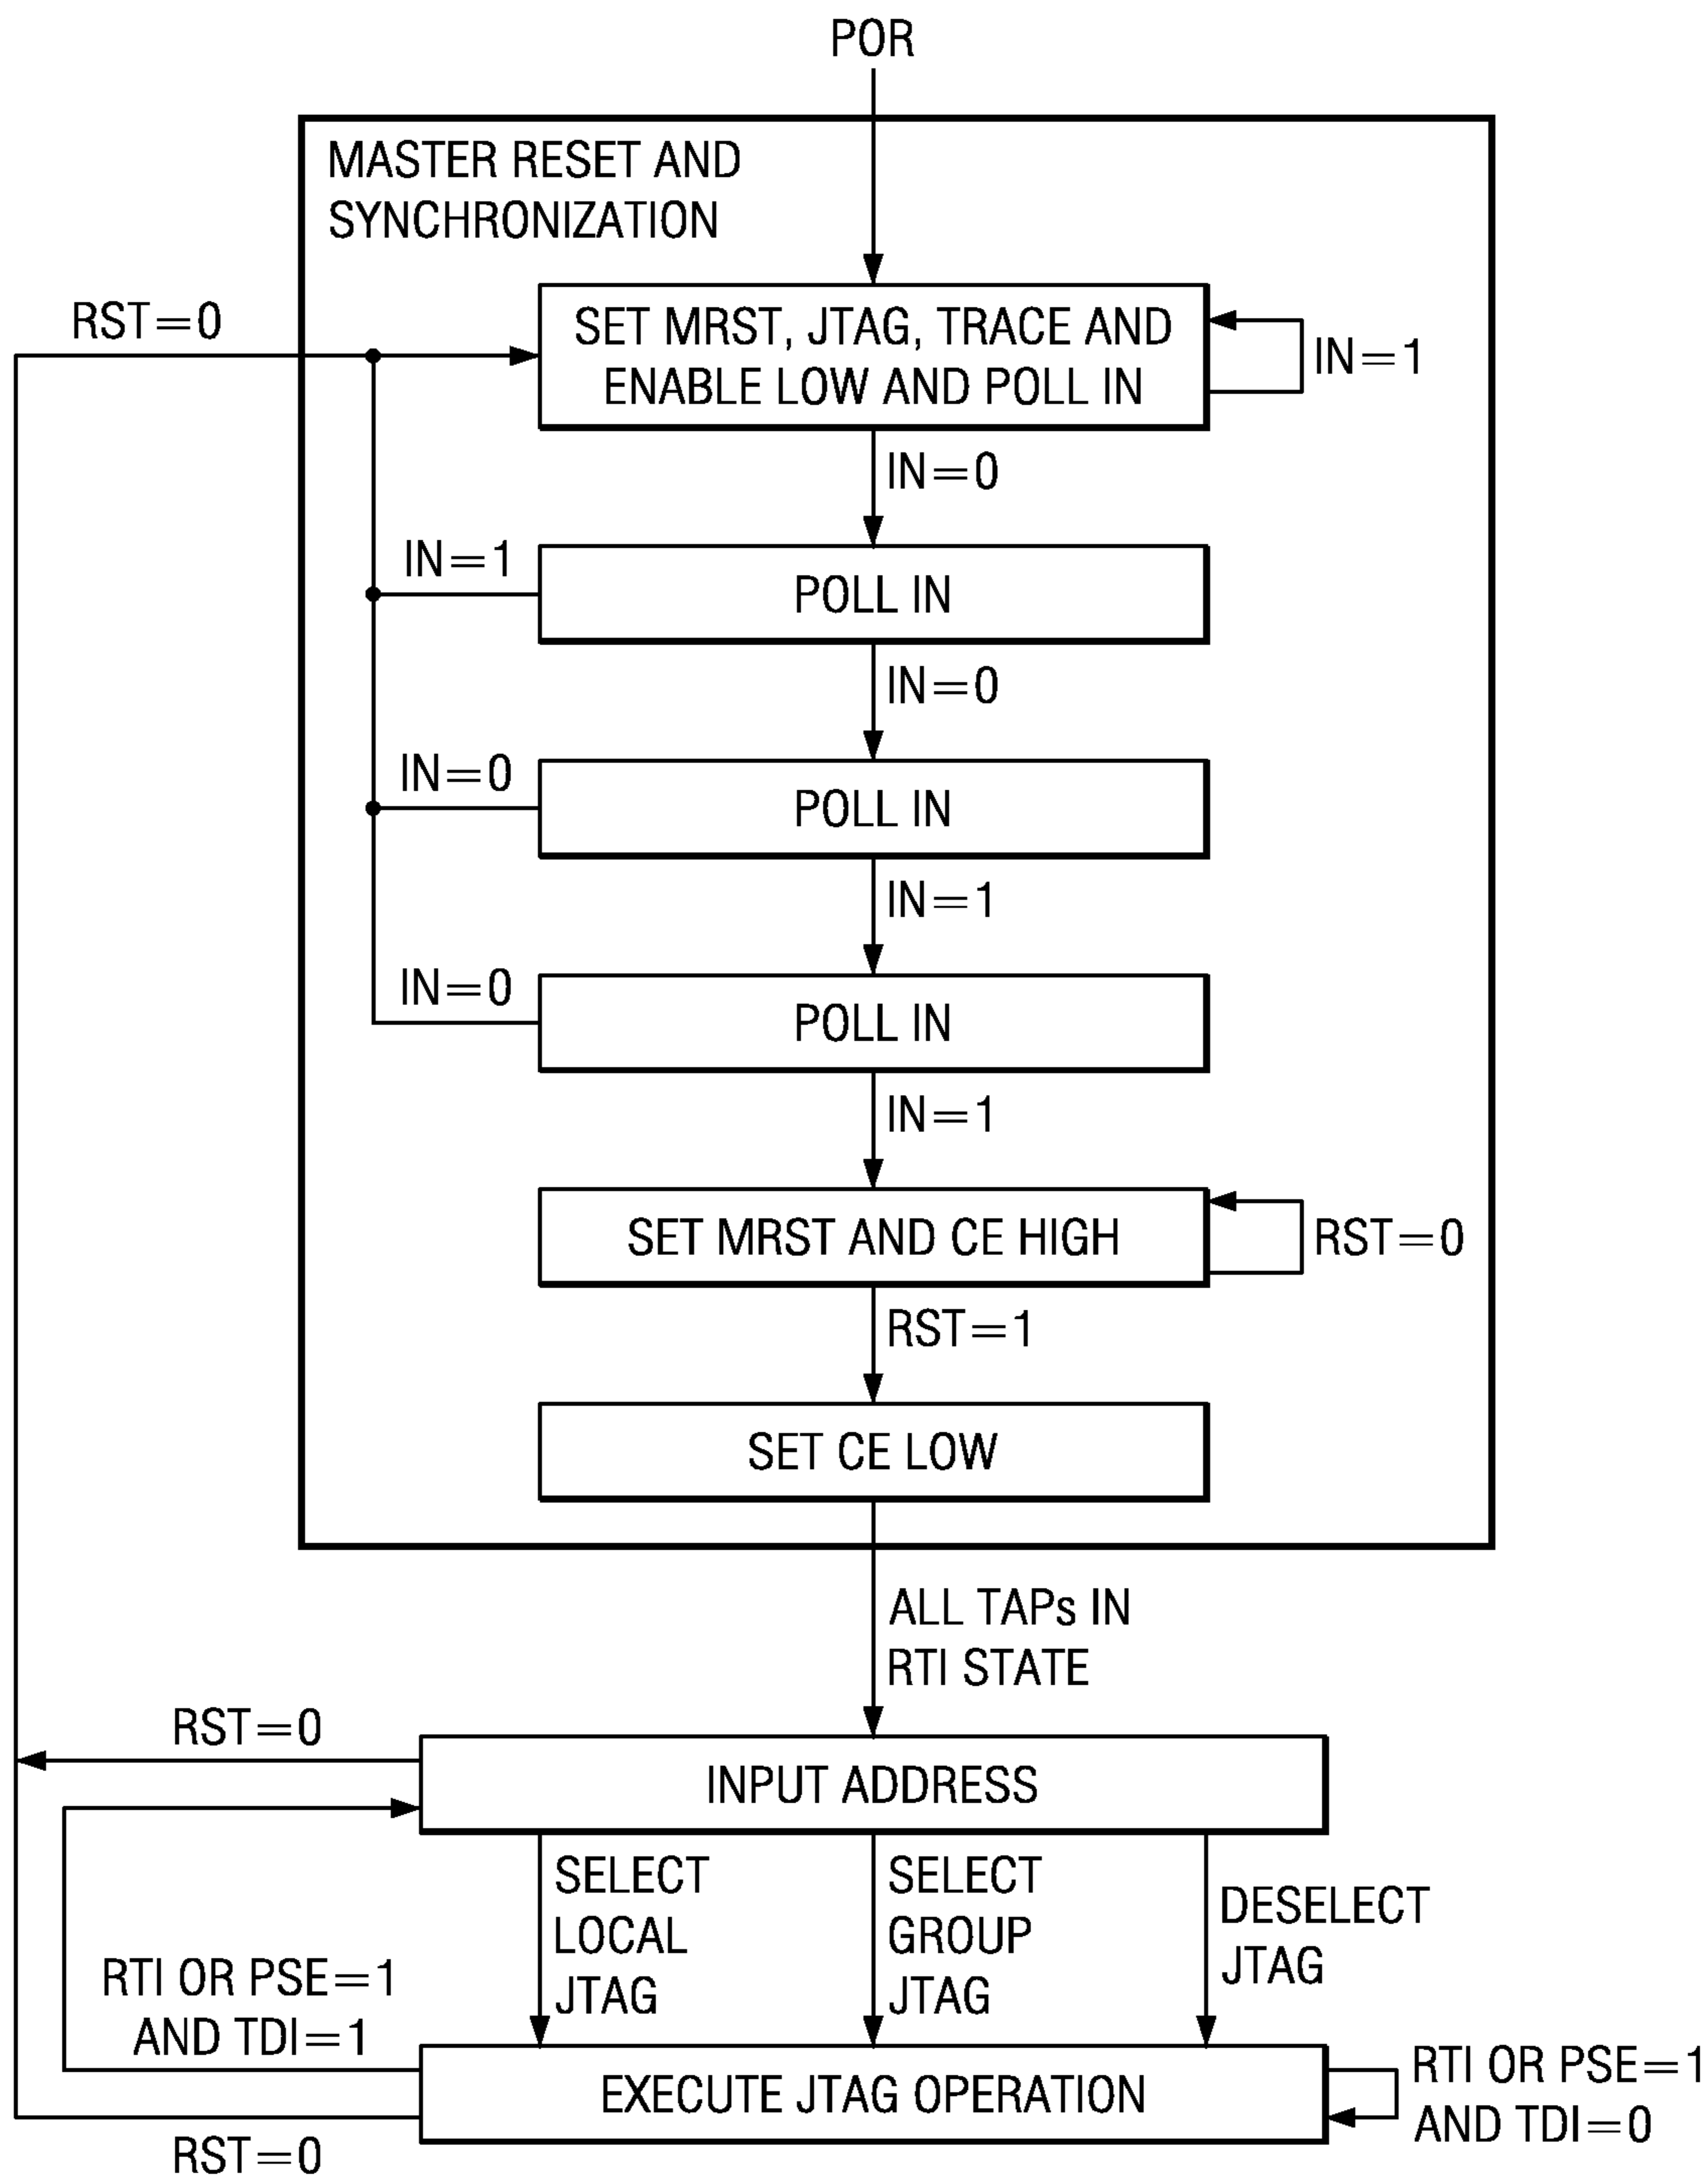 POR
MASTER RESET AND
SYNCHRONIZATION
RST=0
SET MRST, JTAG, TRACE AND
ENABLE LOW AND POLL IN
IN=1
IN=0
IN=1
POLL IN
IN=0
IN=0
POLL IN
IN=1
IN=0
POLL IN
IN=1
SET MRST AND CE HIGH
RST=0
RST=1
SET CE LOW
ALL TAPs IN
RTI STATE
RST=0
INPUT ADDRESS
SELECT
LOCAL
JTAG
SELECT
GROUP
JTAG
DESELECT
JTAG
RTI OR PSE=1
AND TDI=1
EXECUTE JTAG OPERATION
RTI OR PSE=1
AND TDI=0
RST=0